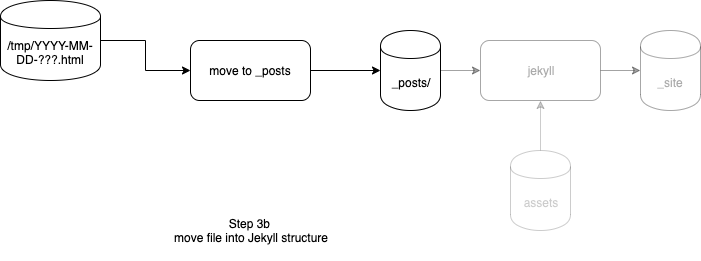 /tmp/YYYY-MM-
DD-???.html
move to _posts
_posts/
jekyll
_site
assets
Step 3b
move file into Jekyll structure